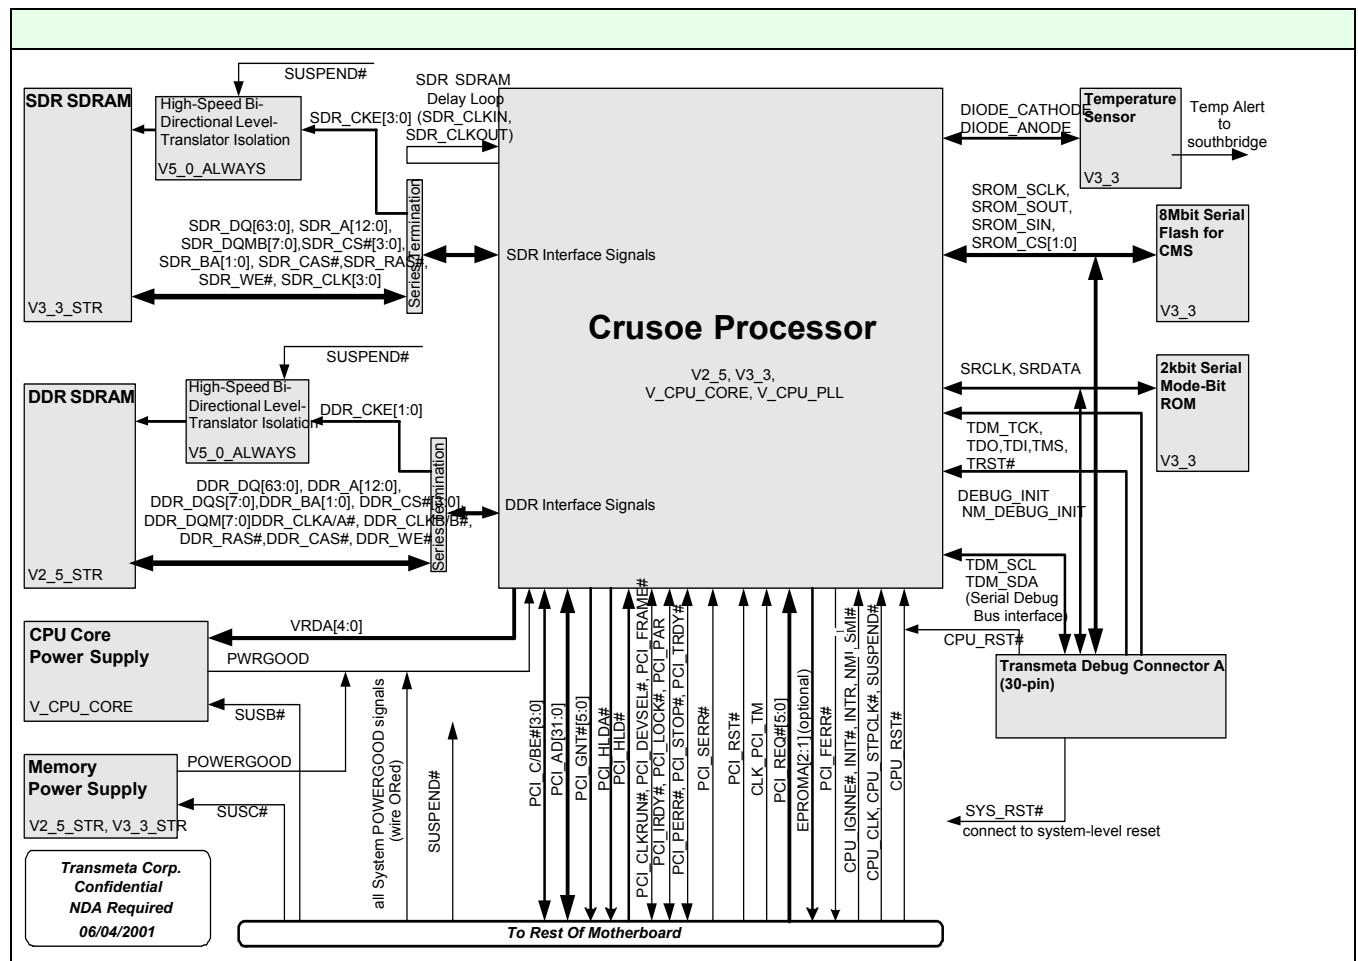 SUSPEND#
SDR SDRAM
High-Speed Bi-
Directional Level-
Translator Isolation
V5_0_ALWAYS
SDR_CKE[3:0]
SDR SDRAM
Delay Loop
(SDR_CLKIN,
SDR_CLKOUT)
SDR_DQ[63:0], SDR_A[12:0],
SDR_DQMB[7:0],SDR_CS#[3:0],
SDR_BA[1:0], SDR_CAS#,SDR_RAS#,
SDR_WE#, SDR_CLK[3:0]
Series Termination
V3_3_STR
SDR Interface Signals
Crusoe Processor
V2_5, V3_3,
V_CPU_CORE, V_CPU_PLL
DIODE_CATHODE
DIODE_ANODE
Temperature
Sensor
V3_3
Temp Alert
to
southbridge
SROM_SCLK,
SROM_SOUT,
SROM_SIN,
SROM_CS[1:0]
8Mbit Serial
Flash for
CMS
V3_3
SUSPEND#
DDR SDRAM
High-Speed Bi-
Directional Level-
Translator Isolation
V5_0_ALWAYS
DDR_CKE[1:0]
DDR_DQ[63:0], DDR_A[12:0],
DDR_DQS[7:0],DDR_BA[1:0], DDR_CS#[3:0],
DDR_DQM[7:0]DDR_CLKA/A#, DDR_CLKB/B#,
DDR_RAS#,DDR_CAS#, DDR_WE#
Series Termination
V2_5_STR
DDR Interface Signals
SRCLK, SRDATA
2kbit Serial
Mode-Bit
ROM
V3_3
TDM_TCK,
TDO,TDI,TMS,
TRST#
DEBUG_INIT
NM_DEBUG_INIT
TDM_SCL
TDM_SDA
(Serial Debug
Bus interface)
CPU_RST#
Transmeta Debug Connector A
(30-pin)
SYS_RST#
connect to system-level reset
CPU Core
Power Supply
V_CPU_CORE
VRDA[4:0]
PWRGOOD
SUSB#
Memory
Power Supply
V2_5_STR, V3_3_STR
POWERGOOD
SUSC#
all System POWERGOOD signals
(wire ORed)
SUSPEND#
PCI_C/BE#[3:0]
PCI_AD[31:0]
PCI_GNT#[5:0]
PCI_HLDA#
PCI_HLD#
PCI_CLKRUN#, PCI_DEVSEL#, PCI_FRAME#
PCI_IRDY#, PCI_LOCK#, PCI_PAR
PCI_PERR#, PCI_STOP#, PCI_TRDY#
PCI_SERR#
PCI_RST#
CLK_PCI_TM
PCI_REQ#[5:0]
EPROMA[2:1] (optional)
PCI_FERR#
CPU_IGNNE#, INIT#, INTR, NMI_SMI#
CPU_CLK, CPU_STPCLK#, SUSPEND#
CPU_RST#
Transmeta Corp.
Confidential
NDA Required
06/04/2001
To Rest Of Motherboard